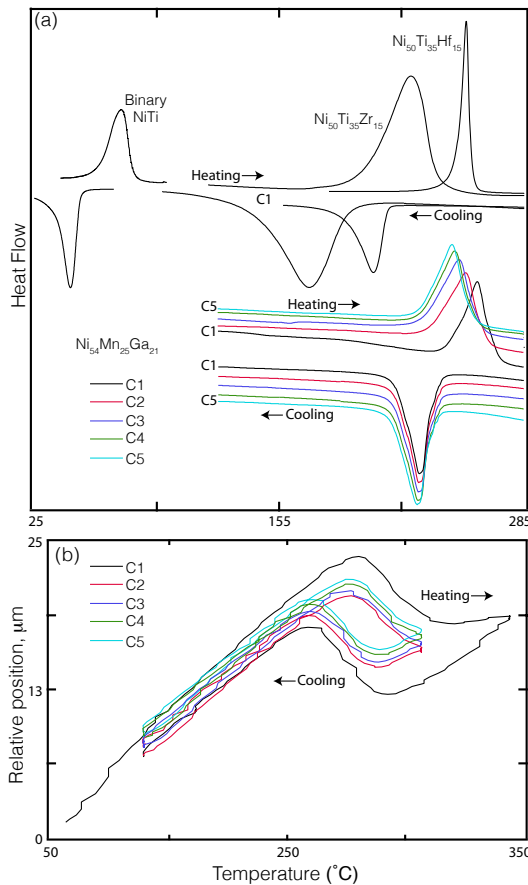 (a)
Ni50Ti35Hf15
Binary
NiTi
Ni50Ti35Zr15
Heating
C1
Cooling
Heat Flow
C5
Heating
C1
Ni54Mn25Ga21
C1
C1
C2
C3
C4
C5
C5
Cooling
25
155
285
25
(b)
C1
C2
C3
C4
C5
Heating
Cooling
13
0
Relative position, µm
50
250
350
Temperature (°C)